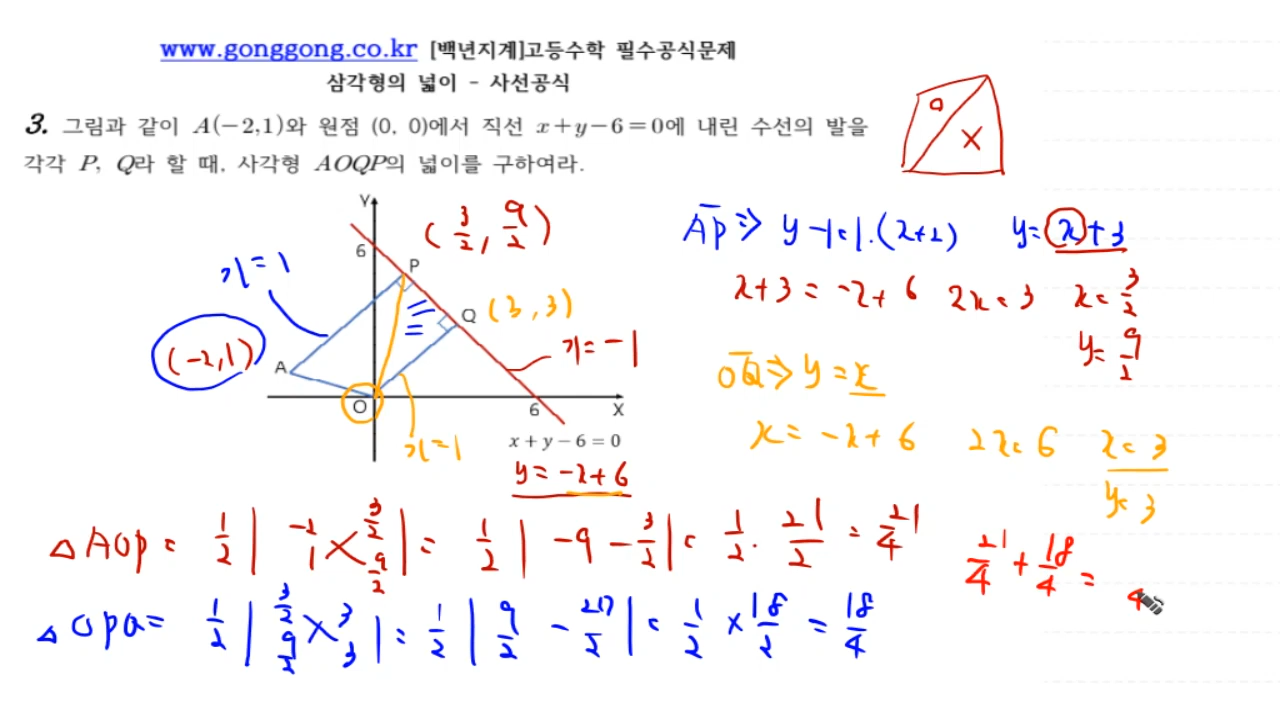 www.gonggong.co.kr [백년지계]고등수학 필수공식문제
삼각형의 넓이 - 사선공식
3. 그림과 같이 A(-2,1)와 원점 (0, 0)에서 직선 x+y-6=0에 내린 수선의 발을
각각 P, Q라 할 때, 사각형 AOQP의 넓이를 구하여라.
O
X
Y
6
P
(3/2, 9/2)
기=1
Q (3, 3)
(-2,1) A
기=-1
O
6
X
기=1
x+y-6=0
y=-x+6
AP ⇒ y-1=1.(x+2) y=x+3
x+3=-x+6 2x=3 x=3/2
y=9/2
OQ ⇒ y=x
x=-x+6 2x=6 x=3
y=3
△AOP= 1/2 | -2 3/2 1 9/2 | = 1/2 | -9 - 3/2 | = 1/2 . 21/2 = 21/4
21/4 + 18/4 =
4
△OPQ= 1/2 | 3/2 3 9/2 3 | = 1/2 | 9/2 - 27/2 | = 1/2 × 18/2 = 18/4